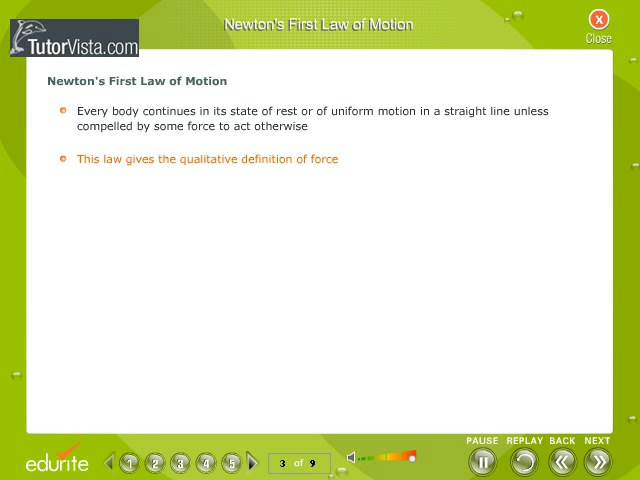 Newton's First Law of Motion
X
Close
TutorVista.com
Newton's First Law of Motion
Every body continues in its state of rest or of uniform motion in a straight line unless
compelled by some force to act otherwise
This law gives the qualitative definition of force
PAUSE REPLAY BACK NEXT
edurite
1 2 3 4 5
3 of 9